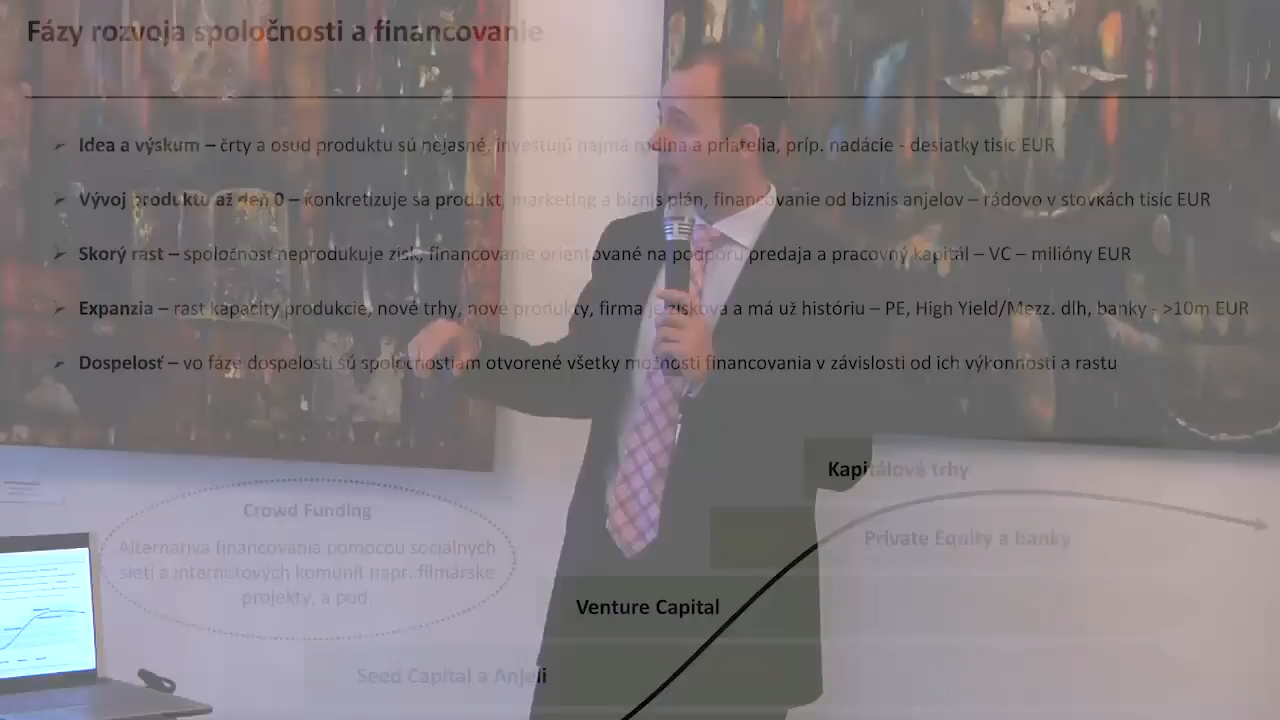 Fázy rozvoja spoločnosti a financovanie
Idea a výskum – črty a osud produktu sú nejasné, investujú najmä rodina a priatelia, príp. nadácie - desiatky tisíc EUR
Vývoj produktu až deň 0 – konkretizuje sa produkt, marketing a biznis plán, financovanie od biznis anjelov – rádovo v stovkách tisíc EUR
Skorý rast – spoločnosť neprodukuje zisk, financovanie orientované na podporu predaja a pracovný kapitál – VC – milióny EUR
Expanzia – rast kapacity produkcie, nové trhy, nové produkty, firma je zisková a má už históriu – PE, High Yield/Mezz. dlh, banky - >10m EUR
Dospelosť – vo fáze dospelosti sú spoločnostiam otvorené všetky možnosti financovania v závislosti od ich výkonnosti a rastu
Kapitálové trhy
Crowd Funding
Private Equity a banky
Alternatíva financovania pomocou sociálnych
sietí a internetových komunít napr. filmárske
projekty, a pod.
Venture Capital
Seed Capital a Anjeli